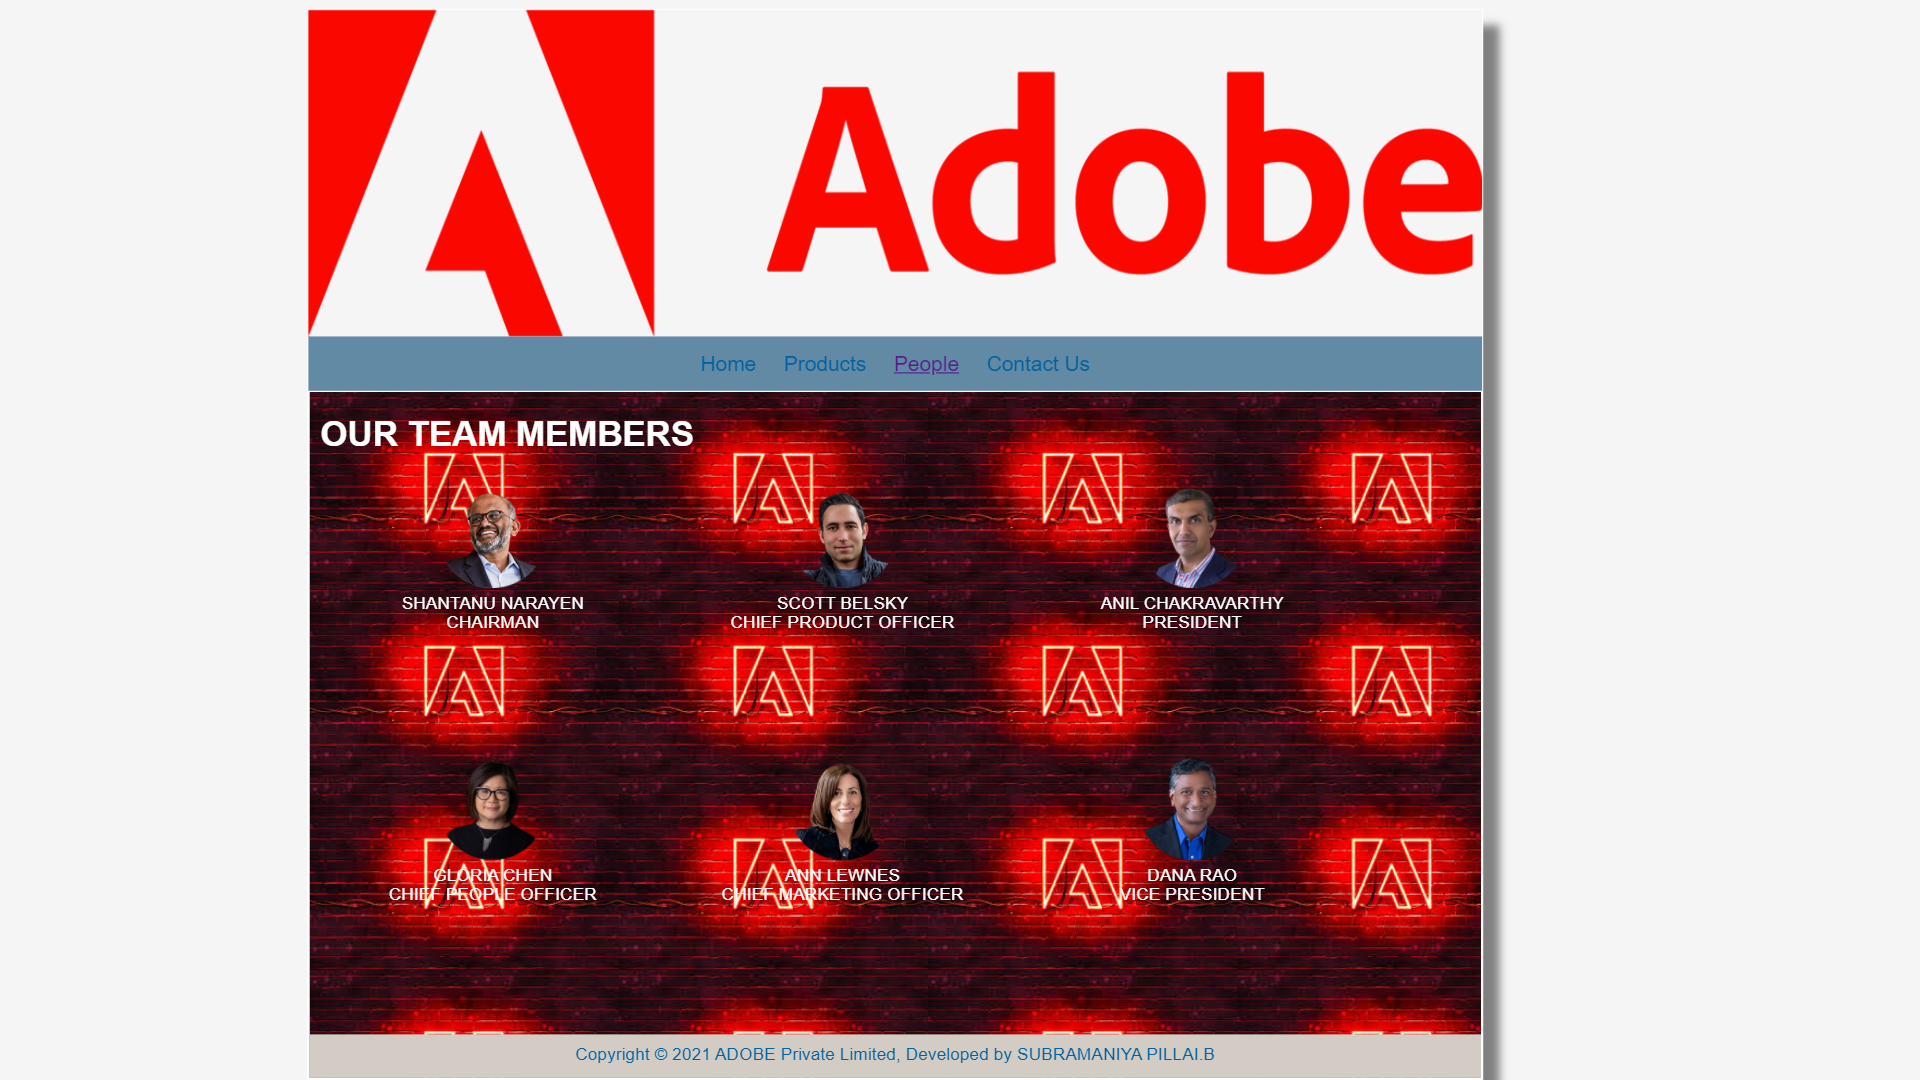 Adobe
Home Products People Contact Us
OUR TEAM MEMBERS
SHANTANU NARAYEN
CHAIRMAN
SCOTT BELSKY
CHIEF PRODUCT OFFICER
ANIL CHAKRAVARTHY
PRESIDENT
GLORIA CHEN
CHIEF PEOPLE OFFICER
ANN LEWNES
CHIEF MARKETING OFFICER
DANA RAO
VICE PRESIDENT
Copyright © 2021 ADOBE Private Limited, Developed by SUBRAMANIYA PILLAI.B